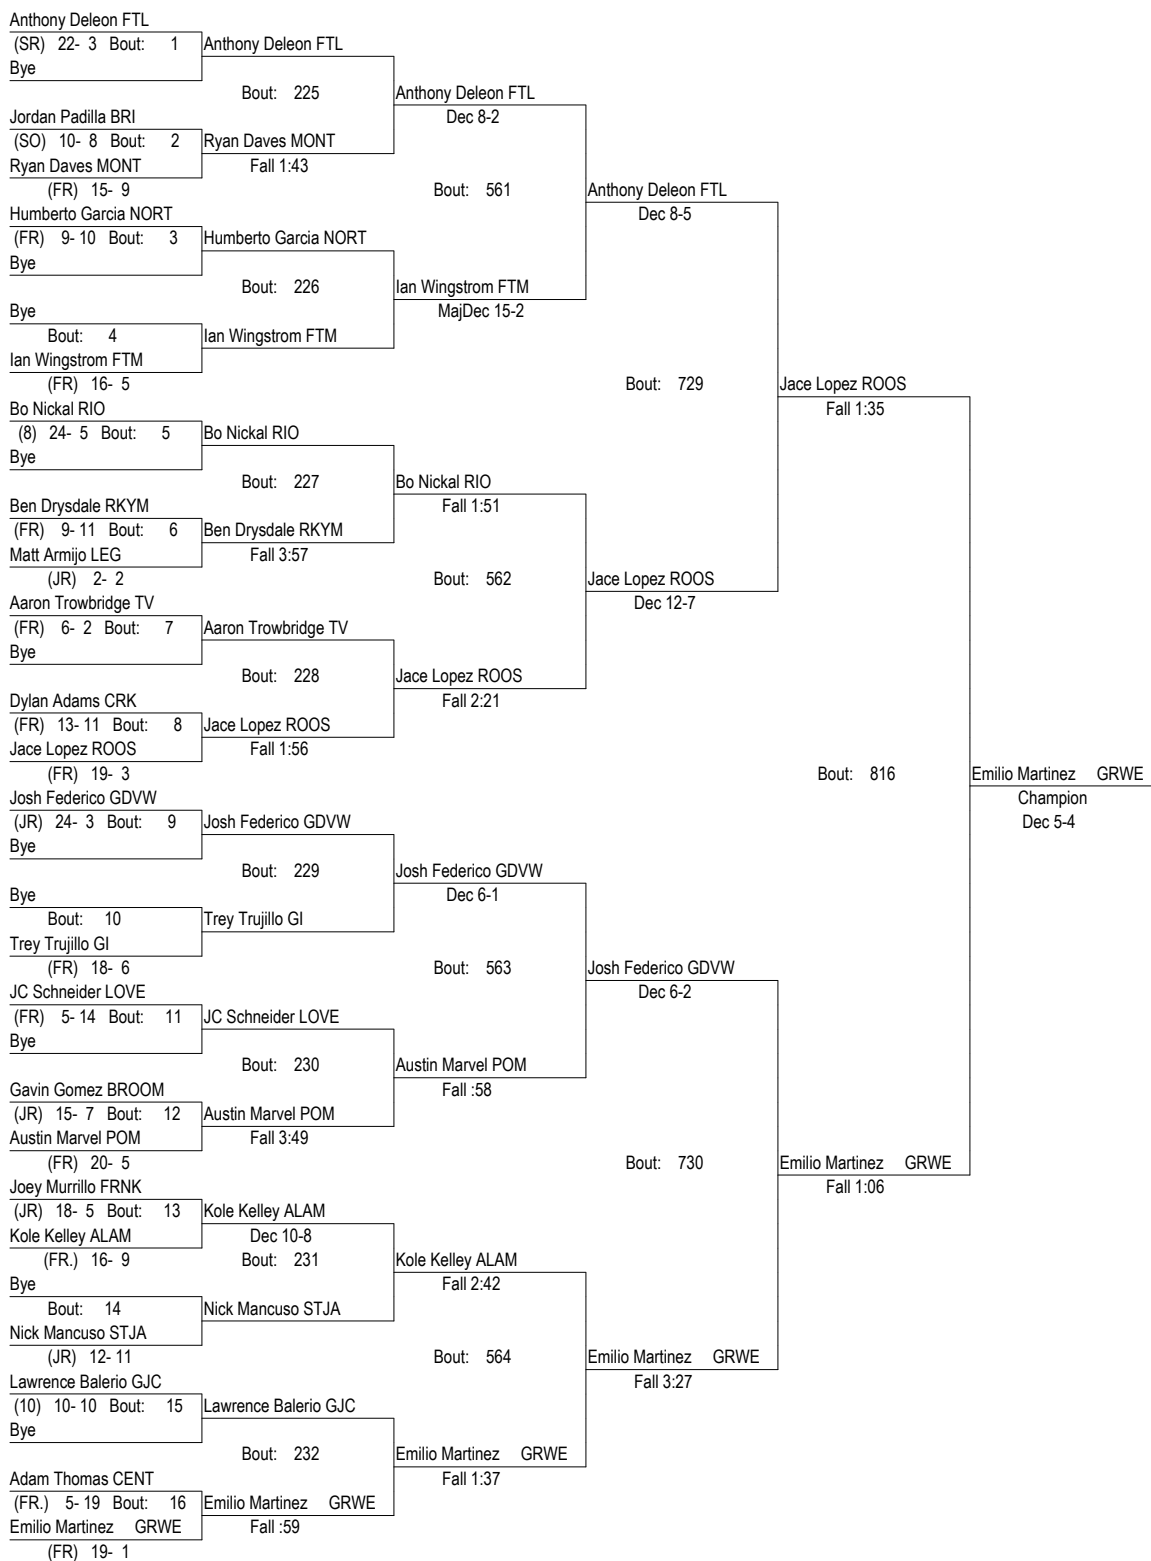 Anthony Deleon FTL
(SR) 22- 3 Bout: 1
Anthony Deleon FTL
Bye
Bout: 225
Anthony Deleon FTL
Dec 8-2
Jordan Padilla BRI
(SO) 10- 8 Bout: 2
Ryan Daves MONT
Ryan Daves MONT
Fall 1:43
(FR) 15- 9
Bout: 561
Anthony Deleon FTL
Dec 8-5
Humberto Garcia NORT
(FR) 9- 10 Bout: 3
Humberto Garcia NORT
Bye
Bout: 226
Ian Wingstrom FTM
MajDec 15-2
Bye
Bout: 4
Ian Wingstrom FTM
Ian Wingstrom FTM
(FR) 16- 5
Bout: 729
Jace Lopez ROOS
Fall 1:35
Bo Nickal RIO
(8) 24- 5 Bout: 5
Bo Nickal RIO
Bye
Bout: 227
Bo Nickal RIO
Fall 1:51
Ben Drysdale RKYM
(FR) 9- 11 Bout: 6
Ben Drysdale RKYM
Matt Armijo LEG
Fall 3:57
(JR) 2- 2
Bout: 562
Jace Lopez ROOS
Dec 12-7
Aaron Trowbridge TV
(FR) 6- 2 Bout: 7
Aaron Trowbridge TV
Bye
Bout: 228
Jace Lopez ROOS
Fall 2:21
Dylan Adams CRK
(FR) 13- 11 Bout: 8
Jace Lopez ROOS
Jace Lopez ROOS
Fall 1:56
(FR) 19- 3
Bout: 816
Emilio Martinez GRWE
Champion
Dec 5-4
Josh Federico GDVW
(JR) 24- 3 Bout: 9
Josh Federico GDVW
Bye
Bout: 229
Josh Federico GDVW
Dec 6-1
Bye
Bout: 10
Trey Trujillo GI
Trey Trujillo GI
(FR) 18- 6
Bout: 563
Josh Federico GDVW
Dec 6-2
JC Schneider LOVE
(FR) 5- 14 Bout: 11
JC Schneider LOVE
Bye
Bout: 230
Austin Marvel POM
Fall :58
Gavin Gomez BROOM
(JR) 15- 7 Bout: 12
Austin Marvel POM
Austin Marvel POM
Fall 3:49
(FR) 20- 5
Bout: 730
Emilio Martinez GRWE
Fall 1:06
Joey Murrillo FRNK
(JR) 18- 5 Bout: 13
Kole Kelley ALAM
Kole Kelley ALAM
Dec 10-8
(FR.) 16- 9
Bout: 231
Kole Kelley ALAM
Fall 2:42
Bye
Bout: 14
Nick Mancuso STJA
Nick Mancuso STJA
(JR) 12- 11
Bout: 564
Emilio Martinez GRWE
Fall 3:27
Lawrence Balerio GJC
(10) 10- 10 Bout: 15
Lawrence Balerio GJC
Bye
Bout: 232
Emilio Martinez GRWE
Fall 1:37
Adam Thomas CENT
(FR.) 5- 19 Bout: 16
Emilio Martinez GRWE
Emilio Martinez GRWE
Fall :59
(FR) 19- 1